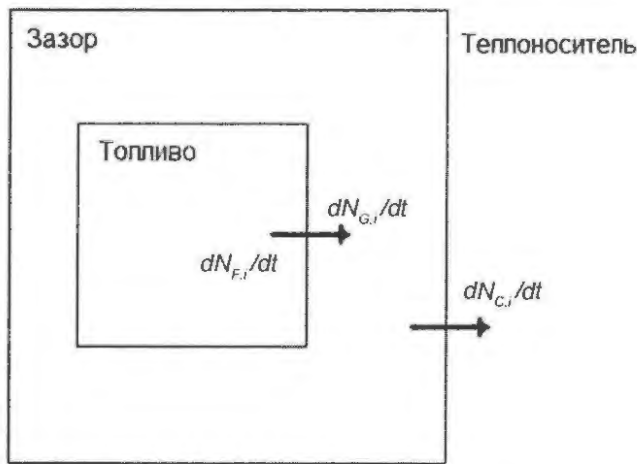 Зазор
Теплоноситель
Топливо
dN_{G,i}/dt
dN_{F,i}/dt
dN_{C,i}/dt